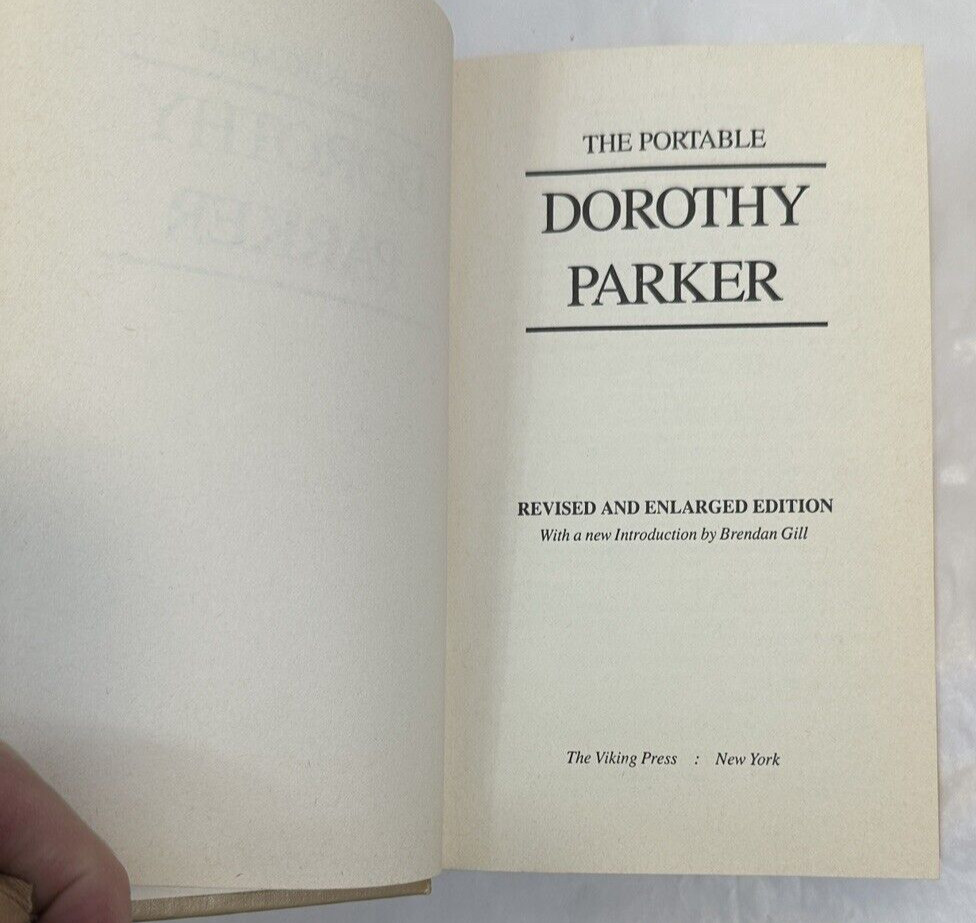 THE PORTABLE
DOROTHY
PARKER
REVISED AND ENLARGED EDITION
With a new Introduction by Brendan Gill
The Viking Press : New York